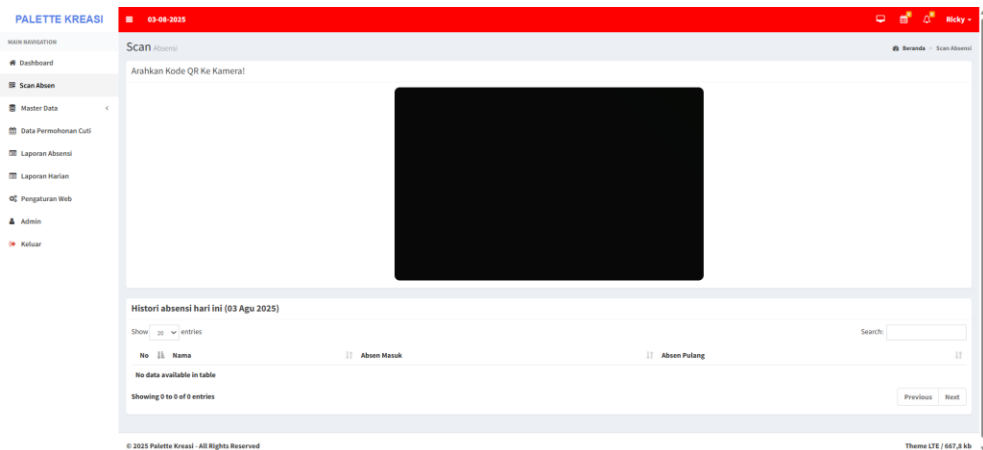 PALETTE KREASI
03-08-2025
Ricky
MAIN NAVIGATION
Dashboard
Scan Absen
Master Data
Data Permohonan Cuti
Laporan Absensi
Laporan Harian
Pengaturan Web
Admin
Keluar
Scan Absensi
Beranda > Scan Absensi
Arahkan Kode QR Ke Kamera!
Histori absensi hari ini (03 Agu 2025)
Show 20 entries
Search:
No Nama Absen Masuk Absen Pulang
No data available in table
Showing 0 to 0 of 0 entries
Previous Next
© 2025 Palette Kreasi - All Rights Reserved
Theme LTE / 667,8 kb